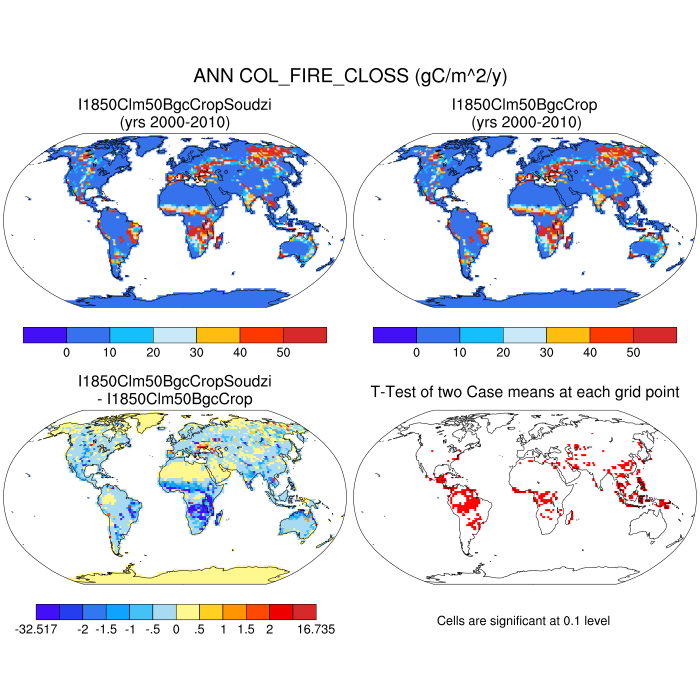 ANN COL_FIRE_CLOSS (gC/m^2/y)
I1850Clm50BgcCropSoudzi
(yrs 2000-2010)
I1850Clm50BgcCrop
(yrs 2000-2010)
0 10 20 30 40 50
0 10 20 30 40 50
I1850Clm50BgcCropSoudzi
- I1850Clm50BgcCrop
T-Test of two Case means at each grid point
-32.517 -2 -1.5 -1 -.5 0 .5 1 1.5 2 16.735
Cells are significant at 0.1 level